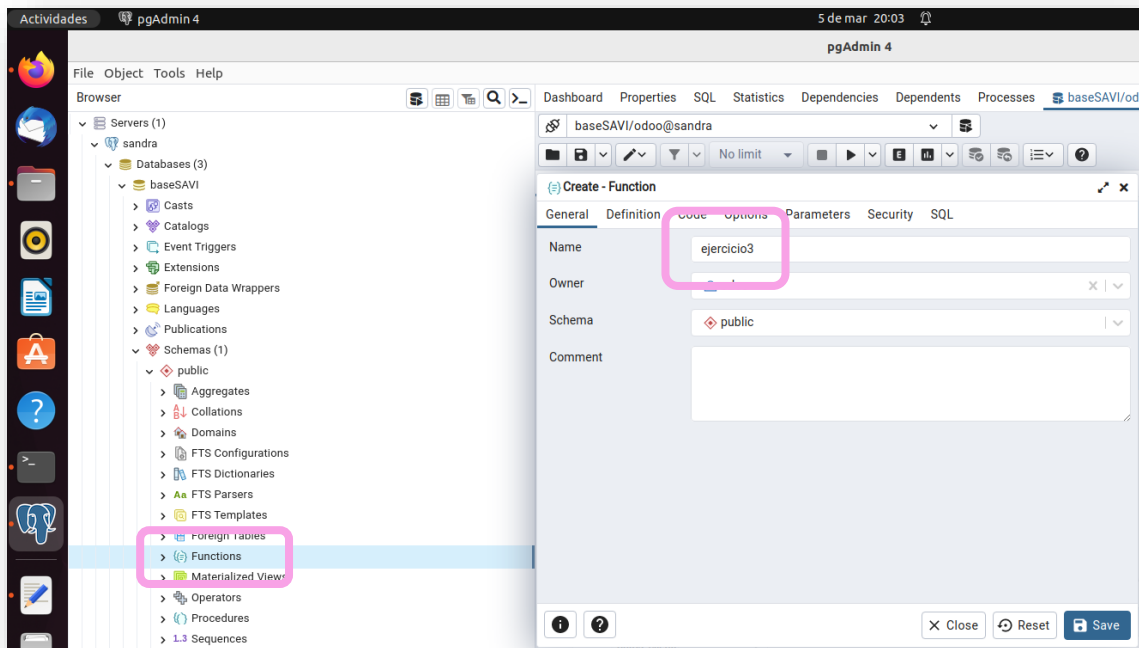 Actividades pgAdmin 4 5 de mar 20:03
pgAdmin 4
File Object Tools Help
Browser
Dashboard Properties SQL Statistics Dependencies Dependents Processes baseSAVI/od
Servers (1)
baseSAVI/odoo@sandra
sandra
Databases (3)
No limit
baseSAVI
Create - Function
Casts
General Definition Code Options Parameters Security SQL
Catalogs
Event Triggers
Name ejercicio3
Extensions
Foreign Data Wrappers
Owner
Languages
Publications
Schema public
Schemas (1)
Comment
public
Aggregates
Collations
Domains
FTS Configurations
FTS Dictionaries
Aa FTS Parsers
FTS Templates
Foreign Tables
Functions
Materialized Views
Operators
Procedures
1..3 Sequences
Close Reset Save